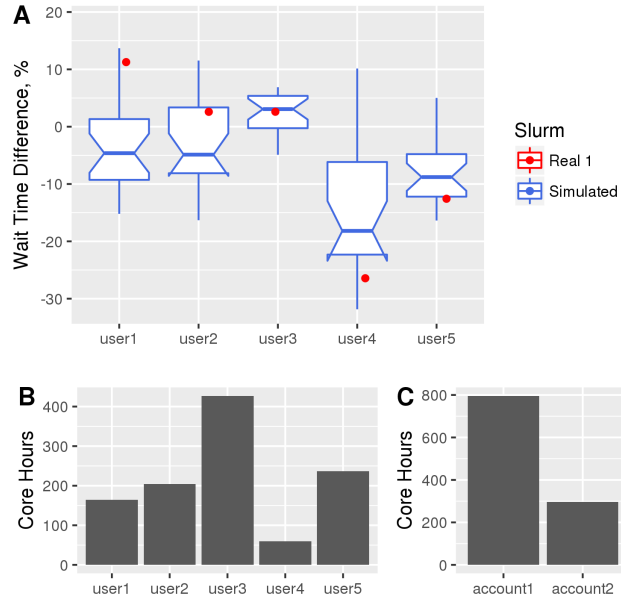 A
Wait Time Difference, %
20
10
0
-10
-20
-30
user1 user2 user3 user4 user5
Slurm
Real 1
Simulated
B
Core Hours
400
300
200
100
0
user1 user2 user3 user4 user5
C
Core Hours
800
600
400
200
0
account1 account2